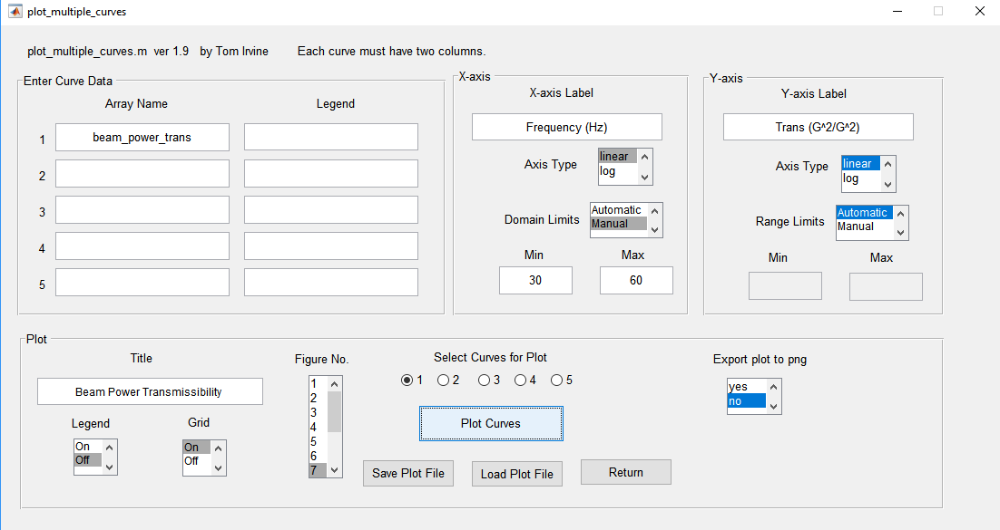 plot_multiple_curves
plot_multiple_curves.m  ver 1.9   by Tom Irvine   Each curve must have two columns.
Enter Curve Data
Array Name   Legend
1   beam_power_trans
2
3
4
5
X-axis
X-axis Label
Frequency (Hz)
Axis Type   linear
log
Domain Limits   Automatic
Manual
Min   Max
30   60
Y-axis
Y-axis Label
Trans (G^2/G^2)
Axis Type   linear
log
Range Limits   Automatic
Manual
Min   Max
Plot
Title
Beam Power Transmissibility
Legend   Grid
On   On
Off   Off
Figure No.
1
2
3
4
5
6
7
Select Curves for Plot
1   2   3   4   5
Plot Curves
Save Plot File   Load Plot File   Return
Export plot to png
yes
no